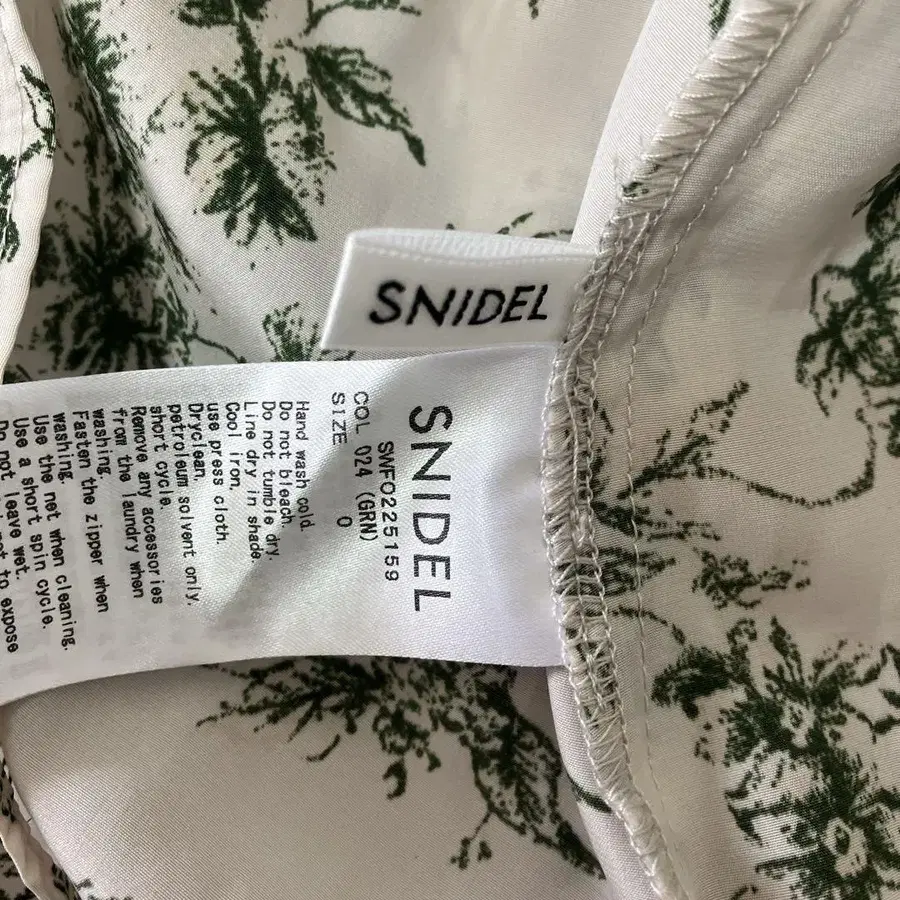 SNIDEL
SNIDEL
SWFO225159
COL 024 (GRN)
SIZE 0
Hand wash cold.
Do not bleach.
Do not tumble dry.
Line dry in shade.
Cool iron.
use press cloth.
Dryclean.
petroleum solvent only.
short cycle.
Remove any accessories
from the laundry when
washing.
Fasten the zipper when
washing.
Use the net when cleaning.
Use a short spin cycle.
Do not leave wet.
not to expose